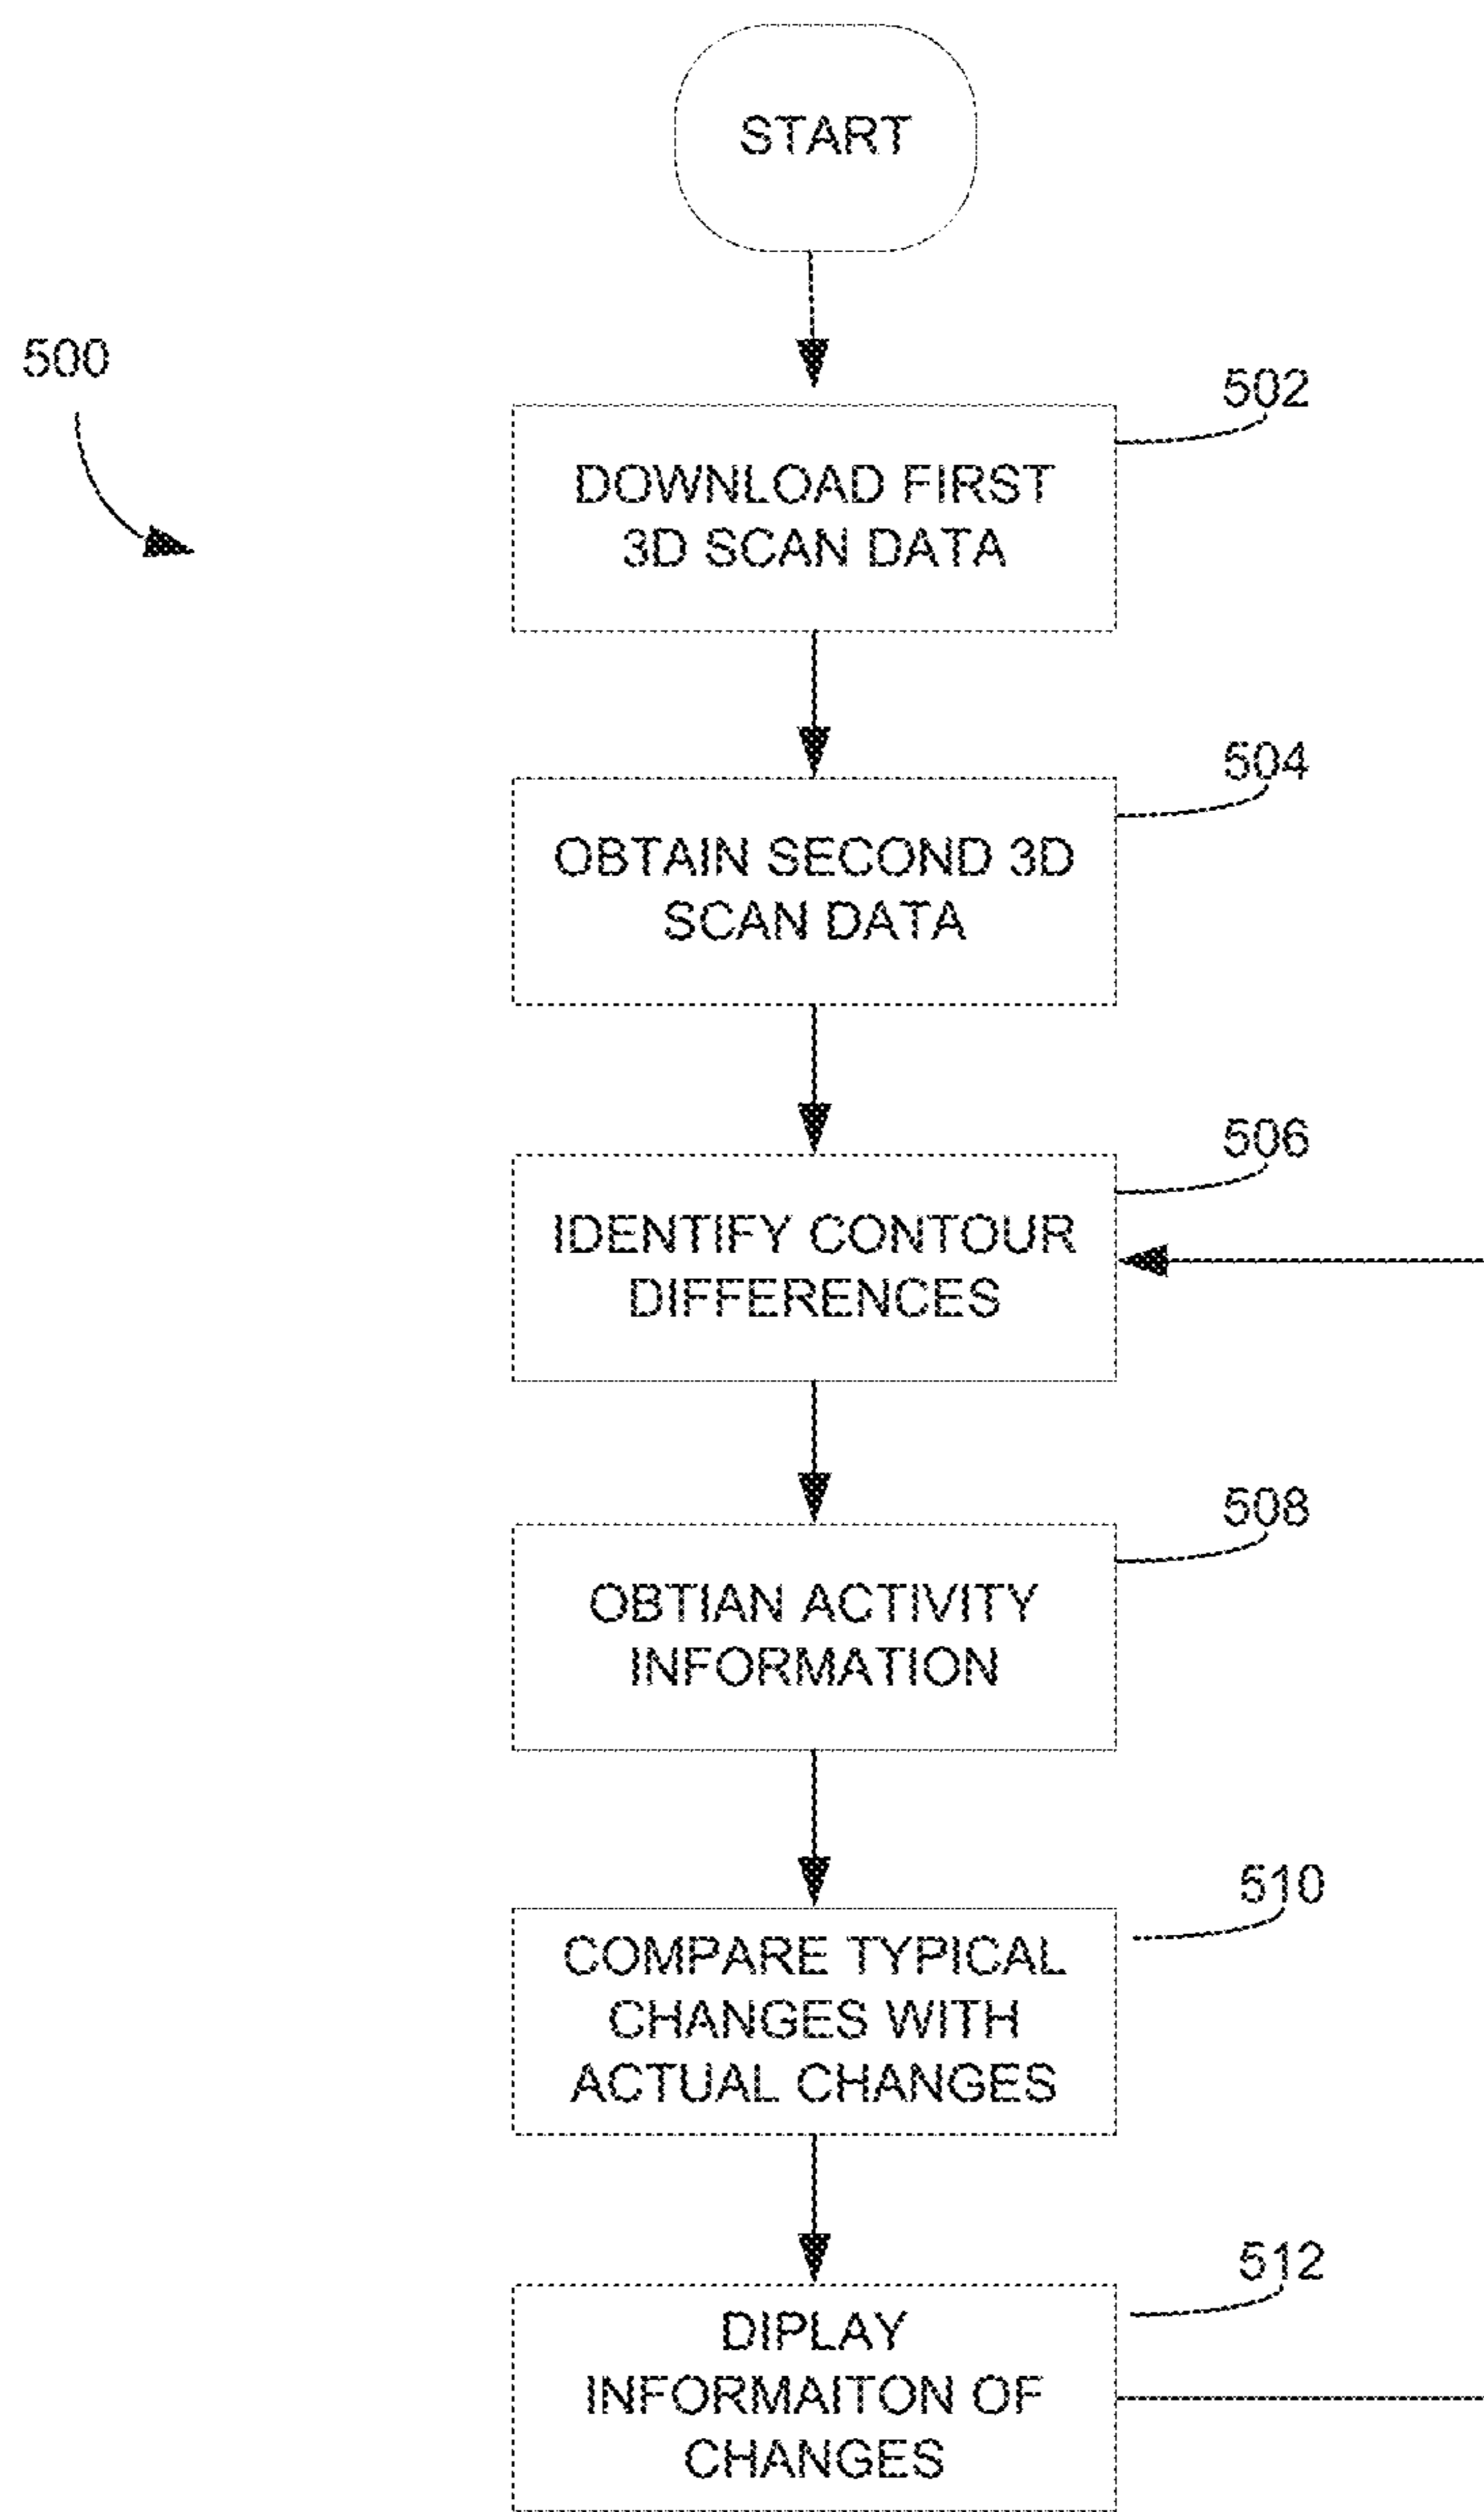 START
500
502
DOWNLOAD FIRST
3D SCAN DATA
504
OBTAIN SECOND 3D
SCAN DATA
506
IDENTIFY CONTOUR
DIFFERENCES
508
OBTIAN ACTIVITY
INFORMATION
510
COMPARE TYPICAL
CHANGES WITH
ACTUAL CHANGES
512
DIPLAY
INFORMAITON OF
CHANGES